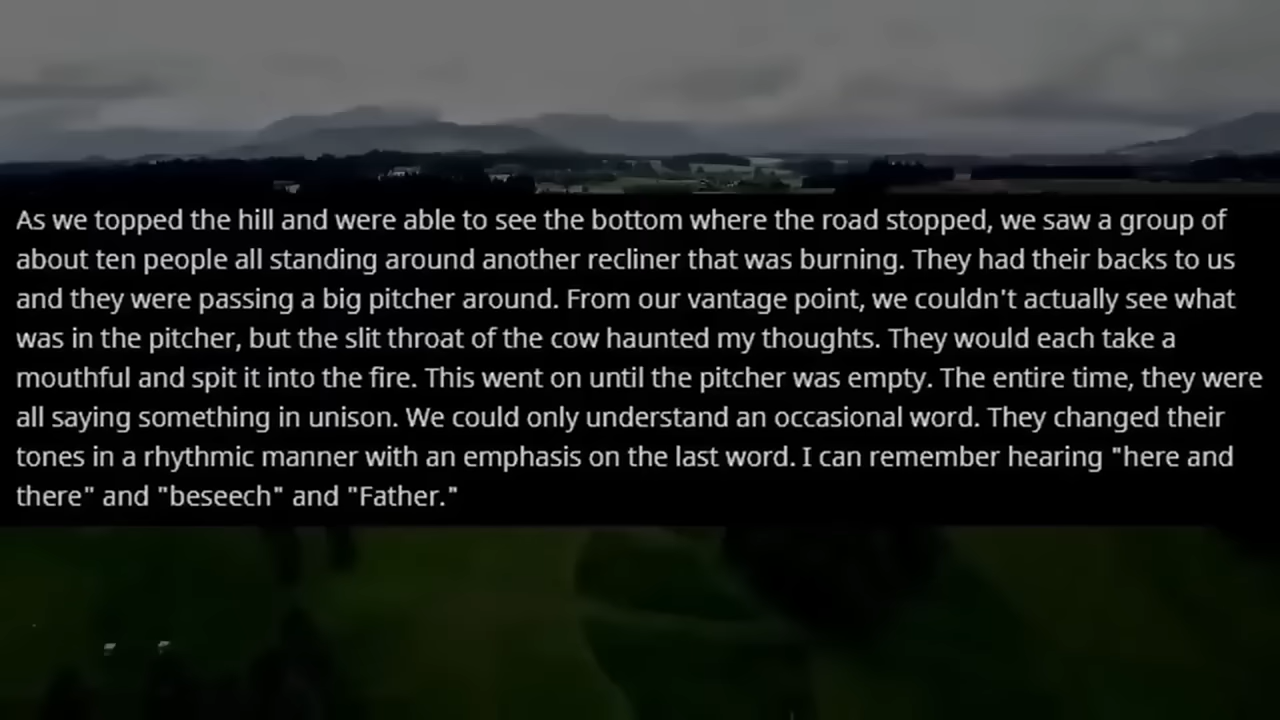 As we topped the hill and were able to see the bottom where the road stopped, we saw a group of
about ten people all standing around another recliner that was burning. They had their backs to us
and they were passing a big pitcher around. From our vantage point, we couldn't actually see what
was in the pitcher, but the slit throat of the cow haunted my thoughts. They would each take a
mouthful and spit it into the fire. This went on until the pitcher was empty. The entire time, they were
all saying something in unison. We could only understand an occasional word. They changed their
tones in a rhythmic manner with an emphasis on the last word. I can remember hearing "here and
there" and "beseech" and "Father."